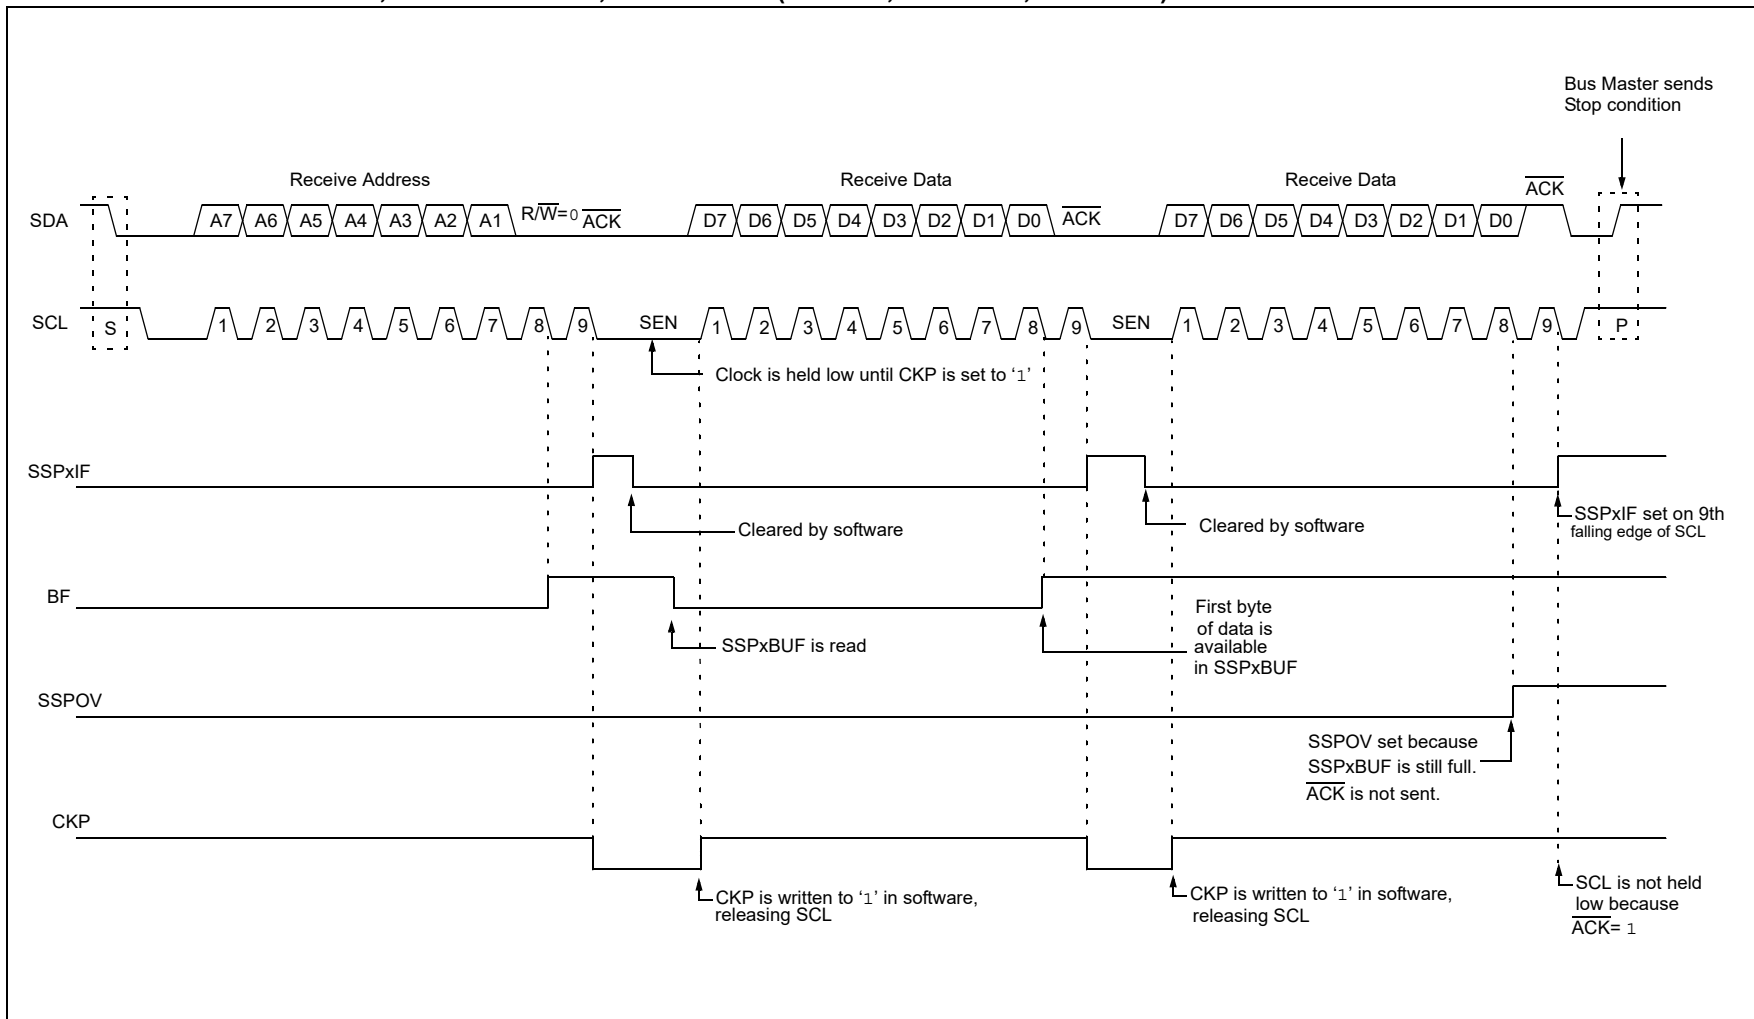 Bus Master sends
Stop condition
Receive Address
Receive Data
Receive Data
ACK
SDA
A7 A6 A5 A4 A3 A2 A1 R/W=0 ACK
D7 D6 D5 D4 D3 D2 D1 D0 ACK
D7 D6 D5 D4 D3 D2 D1 D0
SCL
S
1 2 3 4 5 6 7 8 9
SEN
1 2 3 4 5 6 7 8 9
SEN
1 2 3 4 5 6 7 8 9
P
Clock is held low until CKP is set to ‘1’
SSPxIF
Cleared by software
Cleared by software
SSPxIF set on 9th
falling edge of SCL
BF
SSPxBUF is read
First byte
of data is
available
in SSPxBUF
SSPOV
SSPOV set because
SSPxBUF is still full.
ACK is not sent.
CKP
CKP is written to ‘1’ in software,
releasing SCL
CKP is written to ‘1’ in software,
releasing SCL
SCL is not held
low because
ACK= 1